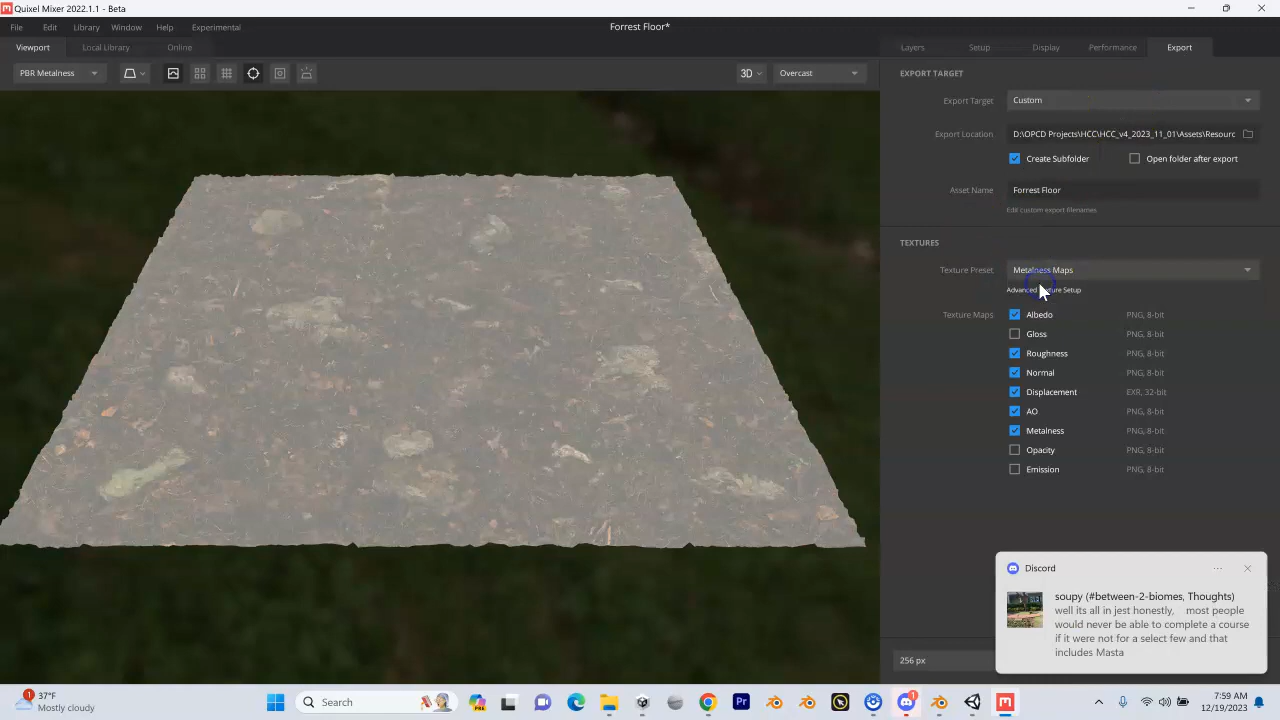 Quixel Mixer 2022.1.1 - Beta
File Edit Library Window Help Experimental
Forrest Floor*
Viewport Local Library Online
Layers Setup Display Performance Export
PBR Metalness
3D
Overcast
EXPORT TARGET
Export Target Custom
Export Location D:\OPCD Projects\HCC\HCC_v4_2023_11_01\Assets\Resourc
Create Subfolder Open folder after export
Asset Name Forrest Floor
Edit custom export filenames
TEXTURES
Texture Preset Metalness Maps
Advanced Texture Setup
Texture Maps Albedo PNG, 8-bit
Gloss PNG, 8-bit
Roughness PNG, 8-bit
Normal PNG, 8-bit
Displacement EXR, 32-bit
AO PNG, 8-bit
Metalness PNG, 8-bit
Opacity PNG, 8-bit
Emission PNG, 8-bit
Discord
soupy (#between-2-biomes, Thoughts)
well its all in jest honestly, most people
would never be able to complete a course
if it were not for a select few and that
includes Masta
256 px
1
37°F
Mostly cloudy
Search
Pr
1
7:59 AM
12/19/2023